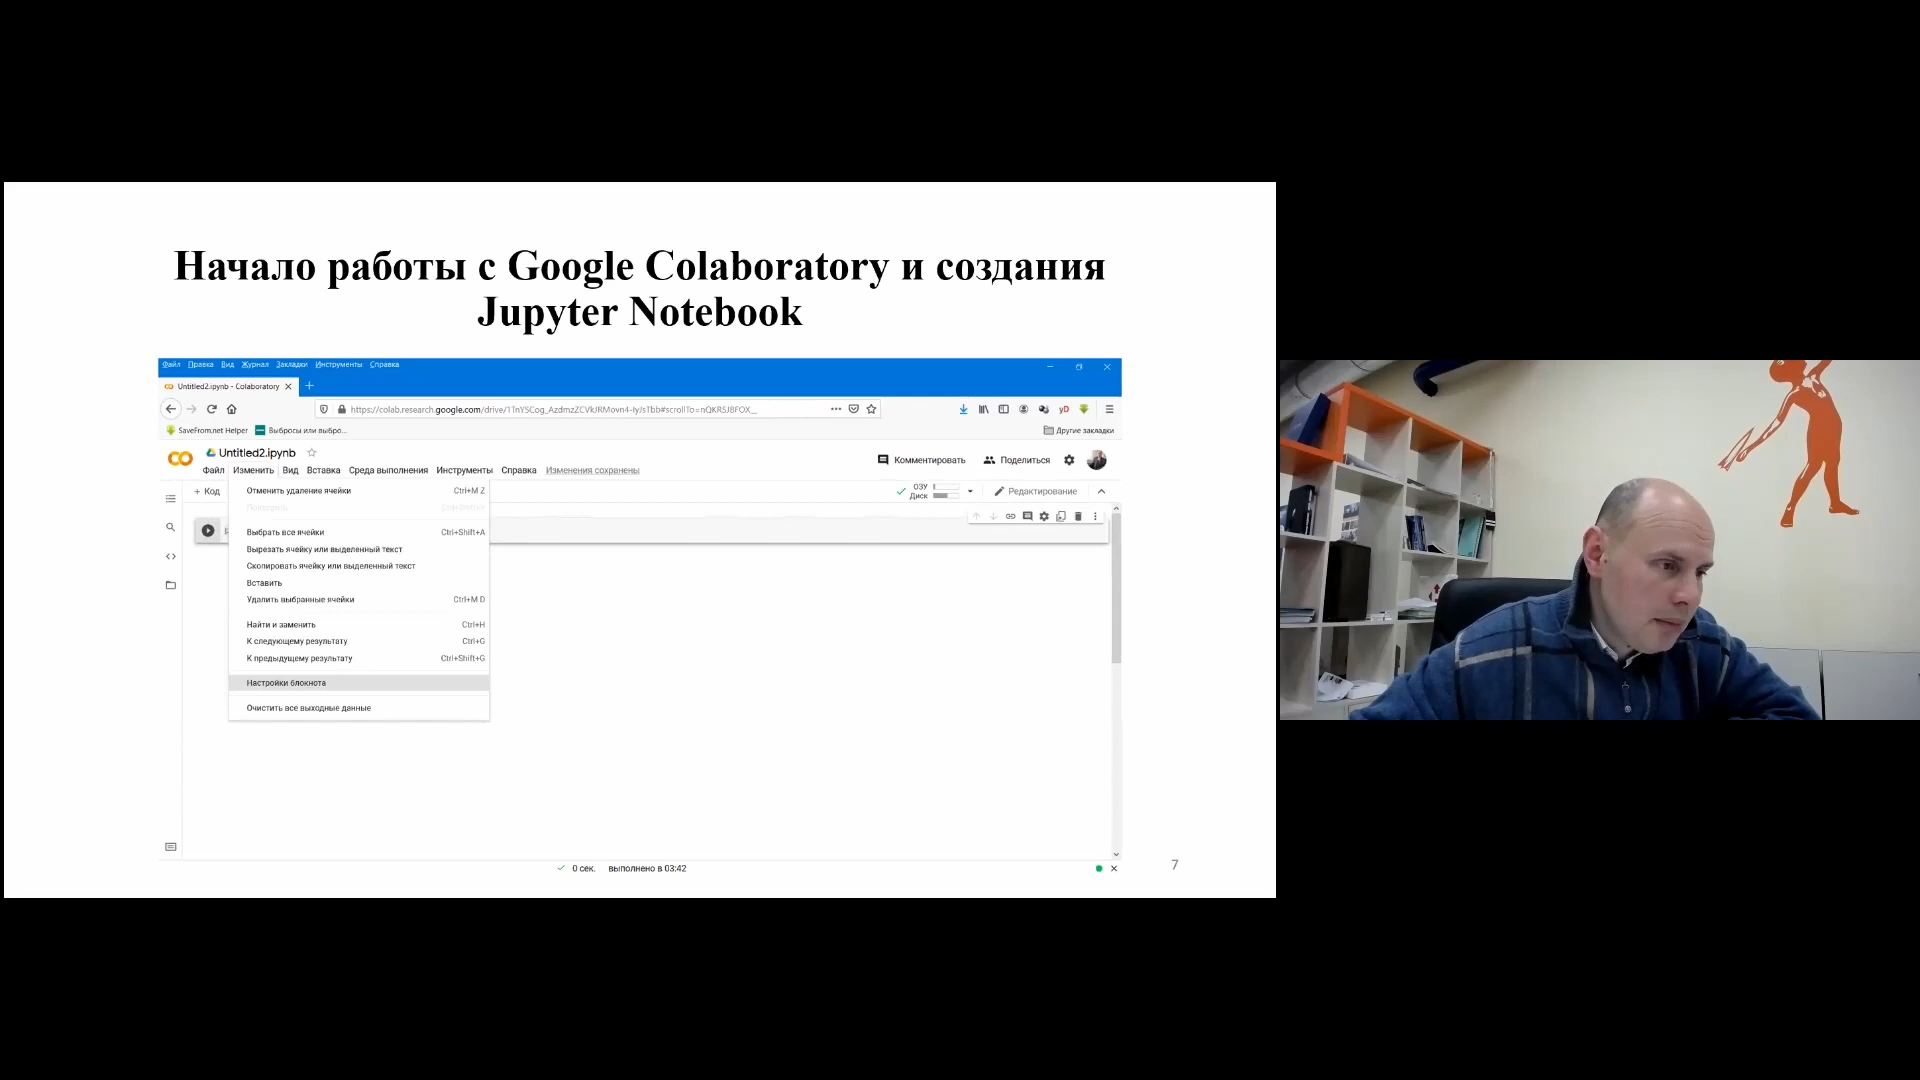 Начало работы с Google Colaboratory и создания
Jupyter Notebook
Файл Правка Вид Журнал Закладки Инструменты Справка
Untitled2.ipynb - Colaboratory
SaveFrom.net Helper Выбросы или выбро...
Другие закладки
Untitled2.ipynb
Файл Изменить Вид Вставка Среда выполнения Инструменты Справка Изменения сохранены
Комментировать Поделиться
+ Код
ОЗУ
Диск
Редактирование
Отменить удаление ячейки Ctrl+M Z
Выбрать все ячейки Ctrl+Shift+A
Вырезать ячейку или выделенный текст
Скопировать ячейку или выделенный текст
Вставить
Удалить выбранные ячейки Ctrl+M D
Найти и заменить Ctrl+H
К следующему результату Ctrl+G
К предыдущему результату Ctrl+Shift+G
Настройки блокнота
Очистить все выходные данные
0 сек. выполнено в 03:42
7